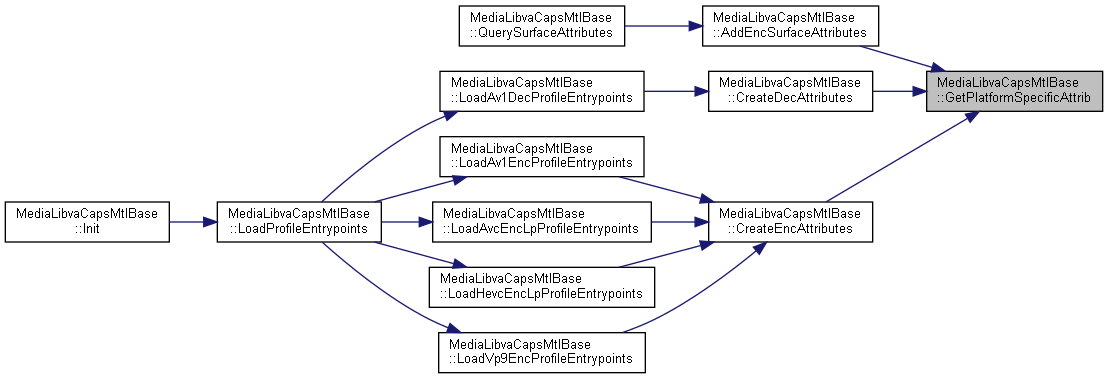 MediaLibvaCapsMtlBase
::QuerySurfaceAttributes
MediaLibvaCapsMtlBase
::AddEncSurfaceAttributes
MediaLibvaCapsMtlBase
::LoadAv1DecProfileEntrypoints
MediaLibvaCapsMtlBase
::CreateDecAttributes
MediaLibvaCapsMtlBase
::GetPlatformSpecificAttrib
MediaLibvaCapsMtlBase
::LoadAv1EncProfileEntrypoints
MediaLibvaCapsMtlBase
::Init
MediaLibvaCapsMtlBase
::LoadProfileEntrypoints
MediaLibvaCapsMtlBase
::LoadAvcEncLpProfileEntrypoints
MediaLibvaCapsMtlBase
::CreateEncAttributes
MediaLibvaCapsMtlBase
::LoadHevcEncLpProfileEntrypoints
MediaLibvaCapsMtlBase
::LoadVp9EncProfileEntrypoints